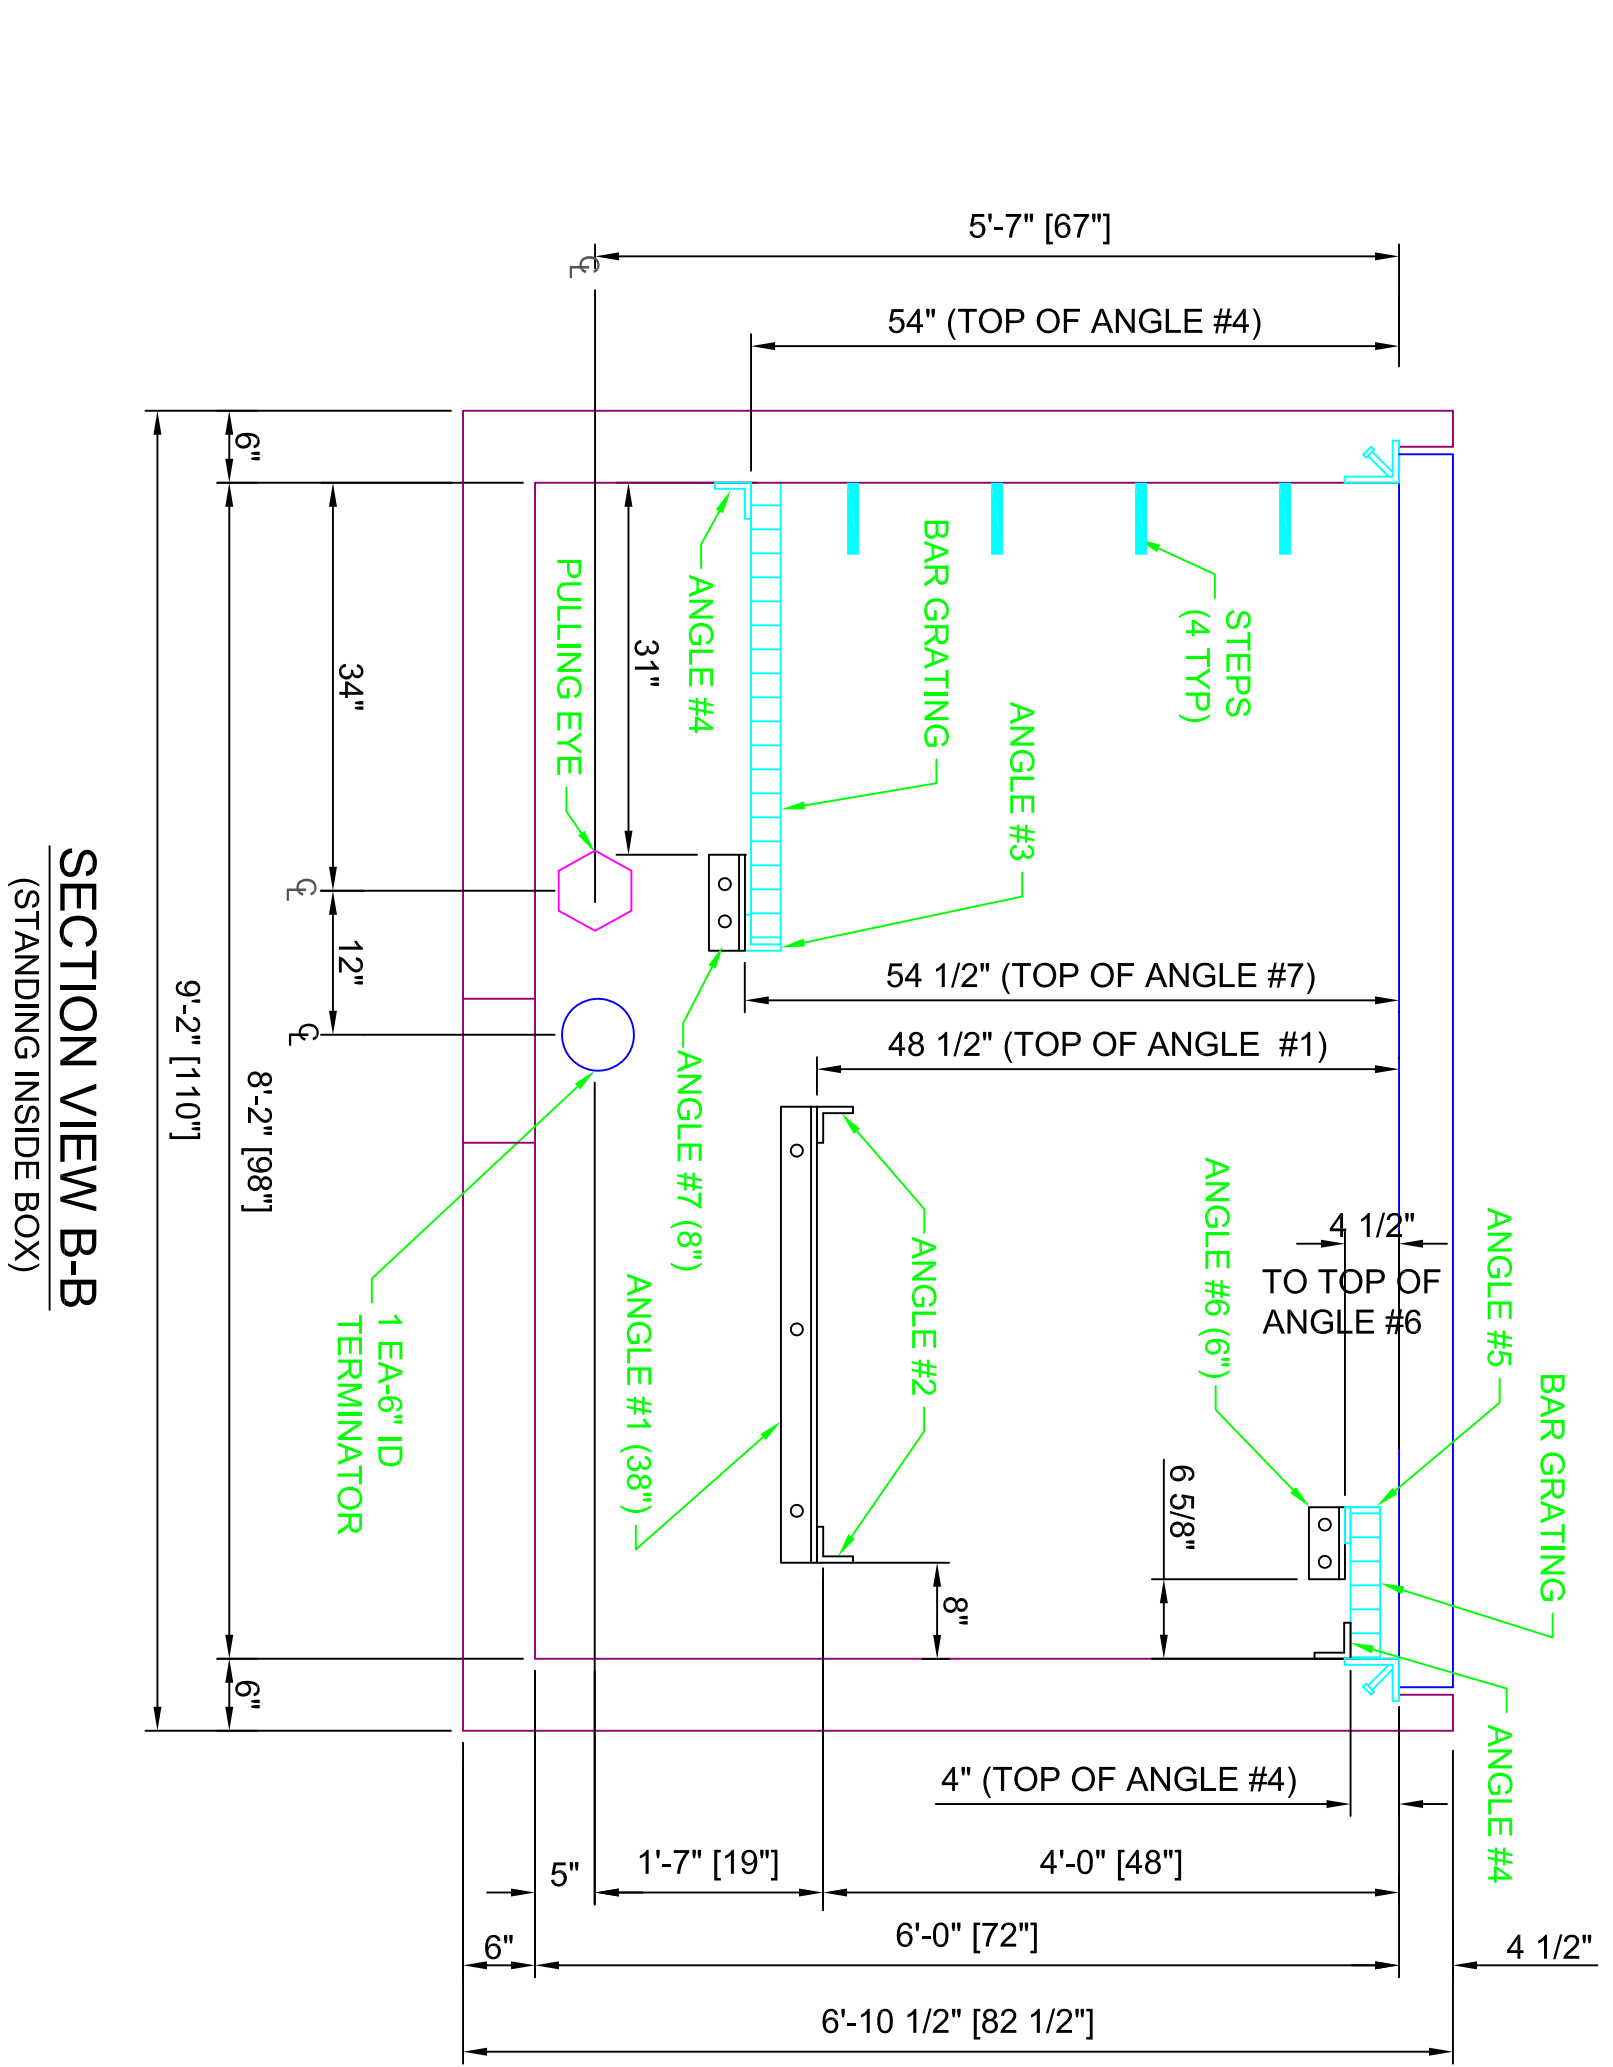 5'-7" [67"]
54" (TOP OF ANGLE #4)
℄
6"
34"
31"
12"
℄
℄
PULLING EYE
ANGLE #4
BAR GRATING
ANGLE #3
STEPS
(4 TYP)
54 1/2" (TOP OF ANGLE #7)
48 1/2" (TOP OF ANGLE #1)
ANGLE #7 (8")
ANGLE #1 (38")
ANGLE #2
ANGLE #6 (6")
4 1/2"
TO TOP OF
ANGLE #6
ANGLE #5
BAR GRATING
6 5/8"
8"
1 EA-6" ID
TERMINATOR
8'-2" [98"]
9'-2" [110"]
6"
4" (TOP OF ANGLE #4)
ANGLE #4
5"
1'-7" [19"]
4'-0" [48"]
6"
6'-0" [72"]
4 1/2"
6'-10 1/2" [82 1/2"]
SECTION VIEW B-B
(STANDING INSIDE BOX)